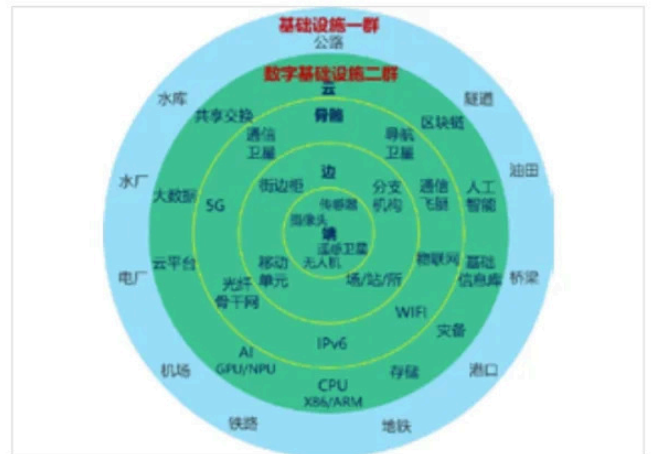 基础设施一群
公路
数字基础设施二群
云
水库
隧道
共享交换
骨骼
区块链
通信
卫星
导航
卫星
水厂
边
油田
大数据
5G
街边柜
分支
机构
通信
飞艇
人工
智能
传感器
摄像头
端
遥感卫星
无人机
电厂
云平台
光纤
骨干网
移动
单元
场/站/所
物联网
基础
信息库
桥梁
WIFI
灾备
IPv6
AI
GPU/NPU
存储
机场
港口
CPU
X86/ARM
铁路
地铁